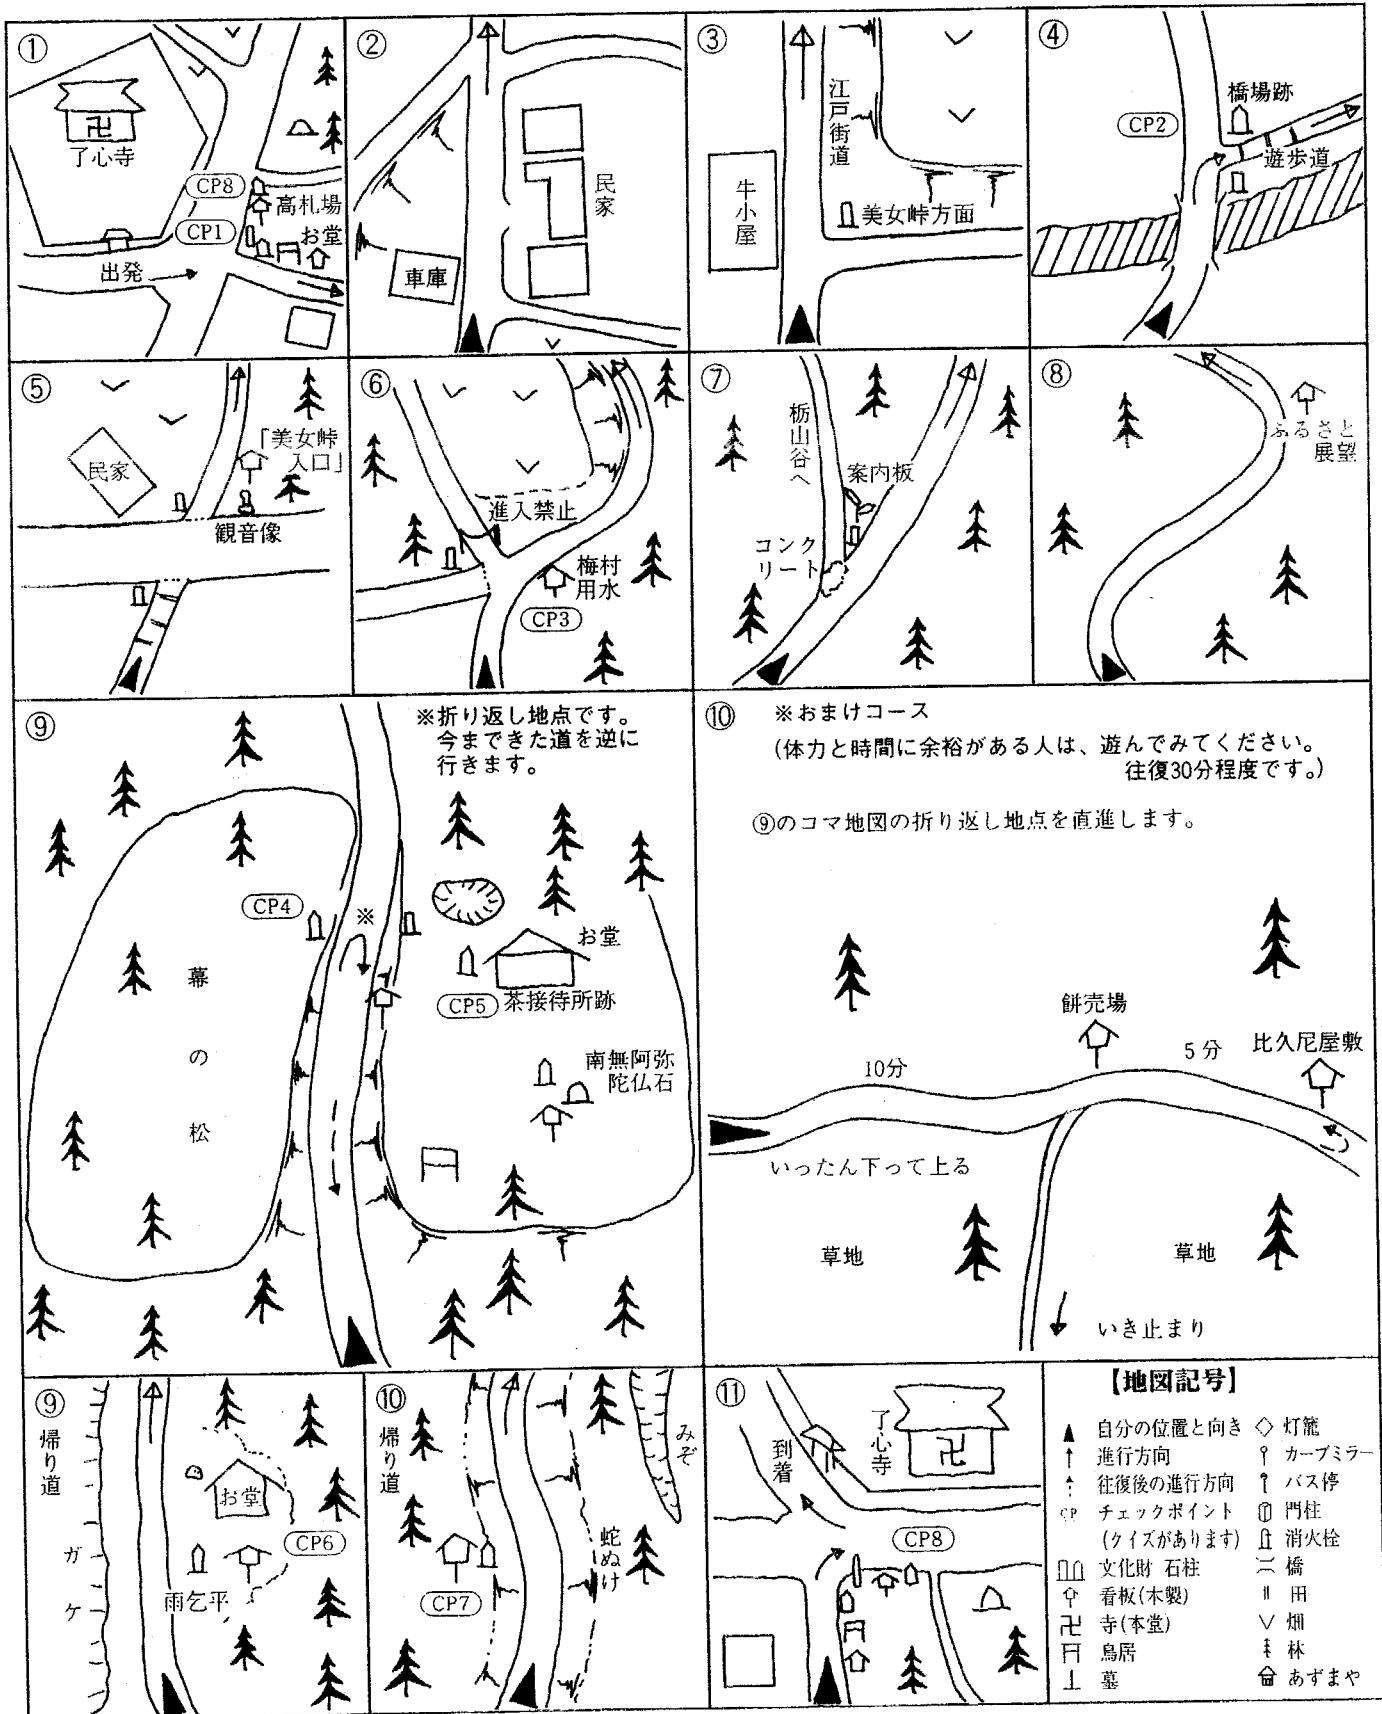 ①
卍
了心寺
CP8
高札場
CP1
お堂
出発
②
民家
車庫
③
江戸街道
牛小屋
美女峠方面
④
橋場跡
CP2
遊歩道
⑤
民家
「美女峠
入口」
観音像
⑥
進入禁止
梅村
用水
CP3
⑦
栃山谷へ
案内板
コンク
リート
⑧
ふるさと
展望
⑨
※折り返し地点です。
今まできた道を逆に
行きます。
CP4
※
お堂
CP5
茶接待所跡
幕の松
南無阿弥
陀仏石
⑩
※おまけコース
(体力と時間に余裕がある人は、遊んでみてください。
往復30分程度です。)
⑨のコマ地図の折り返し地点を直進します。
餅売場
10分
5分
比久尼屋敷
いったん下って上る
草地
草地
いき止まり
⑨
帰り道
ガケ
お堂
CP6
雨乞平
⑩
帰り道
みぞ
蛇ぬけ
CP7
⑪
到着
了心寺
卍
CP8
【地図記号】
自分の位置と向き
進行方向
往復後の進行方向
CP チェックポイント
(クイズがあります)
文化財 石柱
看板(木製)
卍 寺(本堂)
鳥居
墓
灯籠
カーブミラー
バス停
門柱
消火栓
橋
田
畑
林
あずまや